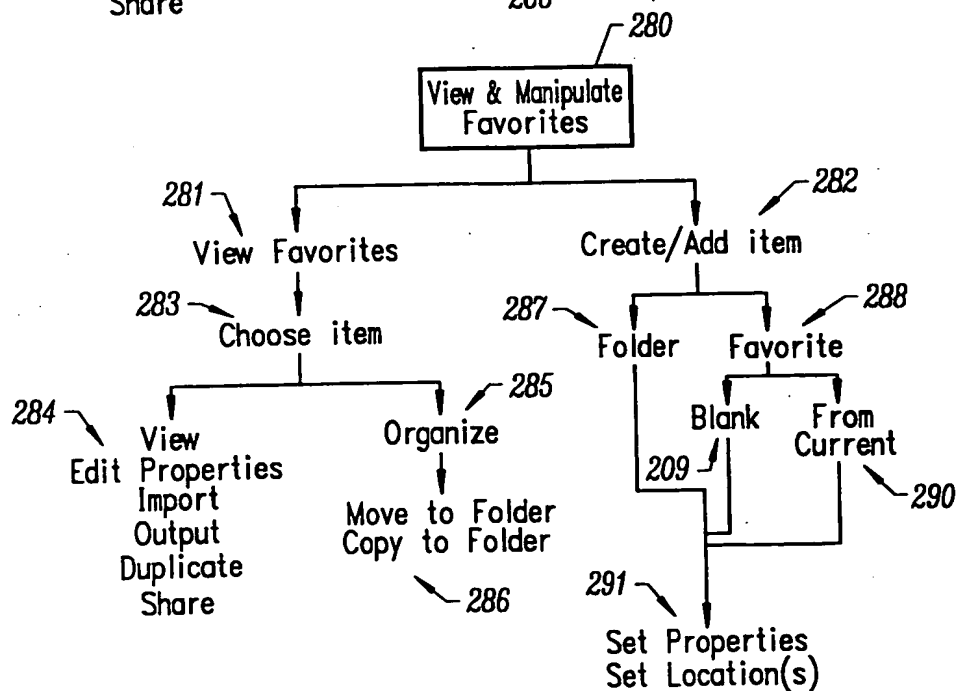 Share
280
View & Manipulate
Favorites
281
282
View Favorites
Create/Add item
283
287
288
Choose item
Folder
Favorite
284
285
View
Edit Properties
Import
Output
Duplicate
Share
Organize
Blank
From
Current
209
290
Move to Folder
Copy to Folder
286
291
Set Properties
Set Location(s)